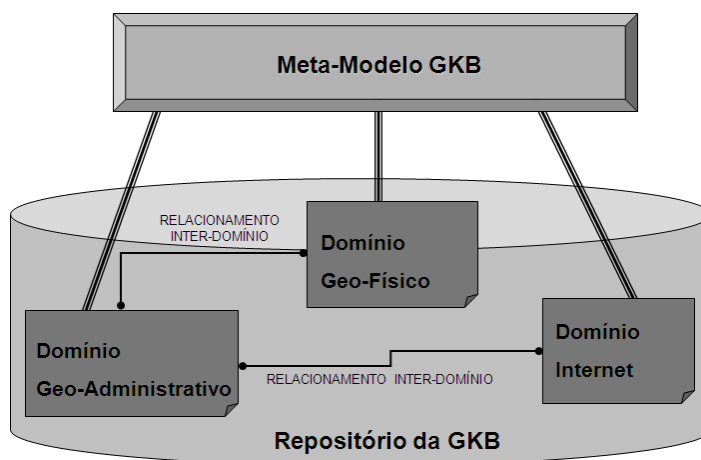 Meta-Modelo GKB
RELACIONAMENTO
INTER-DOMÍNIO
Domínio
Geo-Físico
Domínio
Geo-Administrativo
RELACIONAMENTO INTER-DOMÍNIO
Domínio
Internet
Repositório da GKB